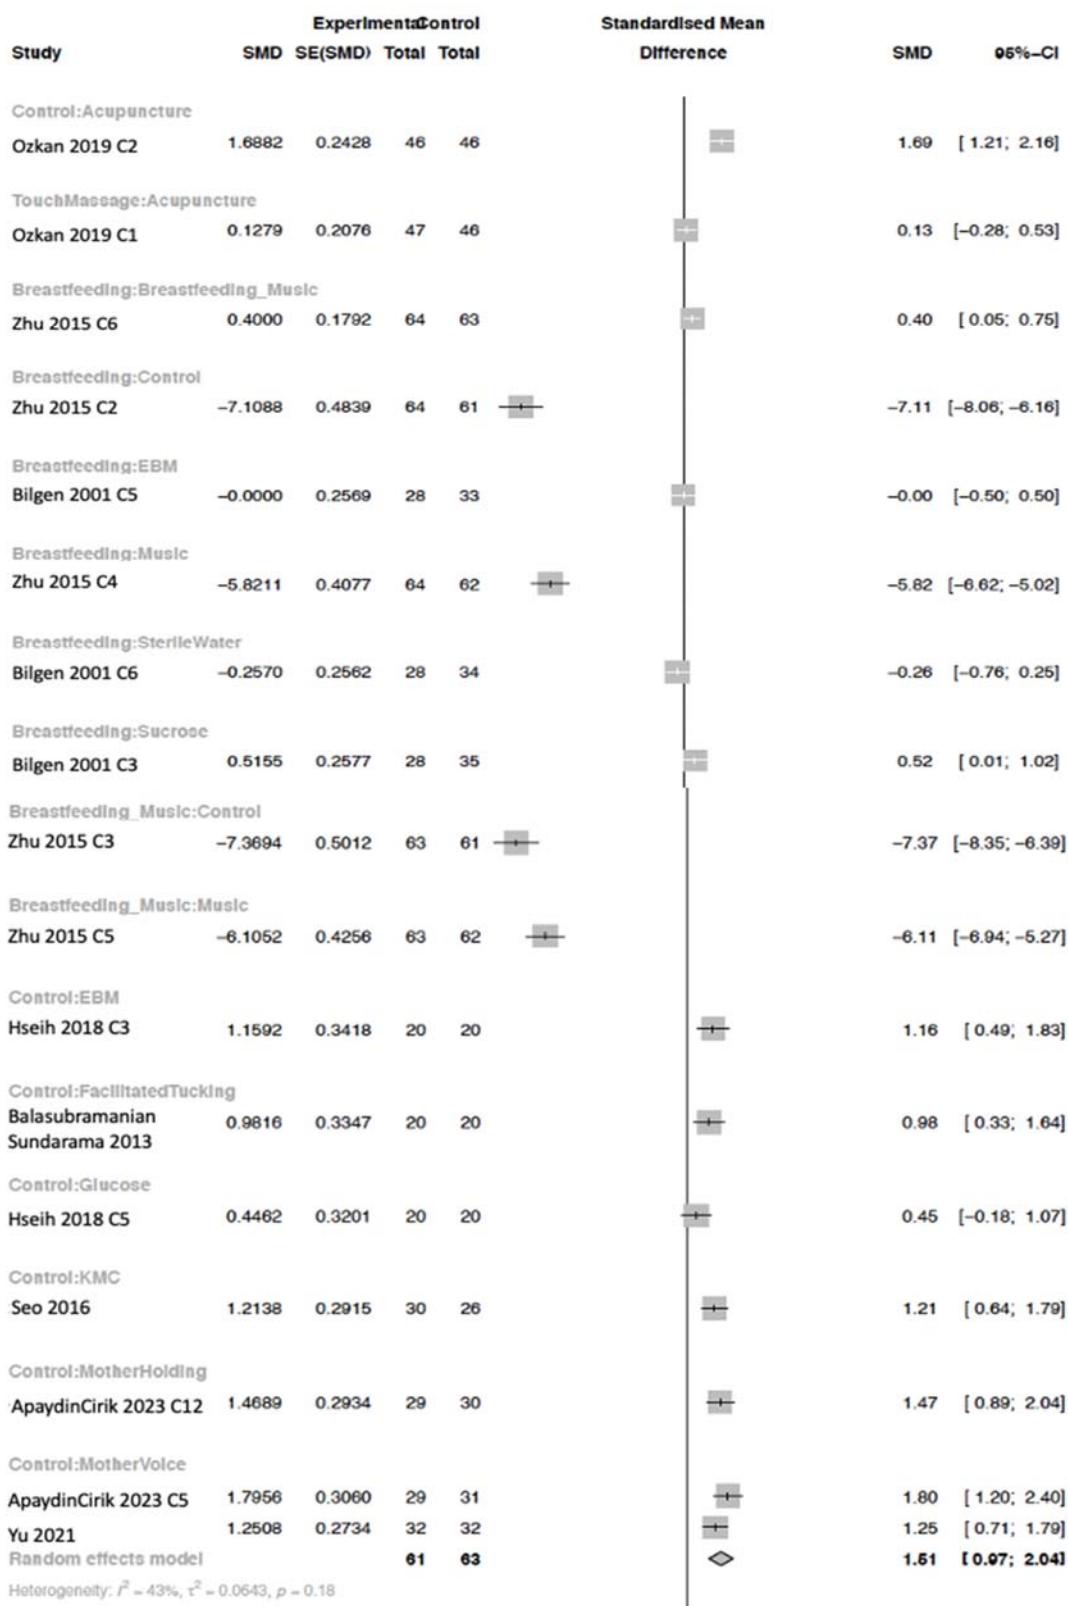 ExperimentalControl Standardised Mean
Study SMD SE(SMD) Total Total Difference SMD 95%–CI
Control:Acupuncture
Ozkan 2019 C2 1.6882 0.2428 46 46 1.69 [ 1.21; 2.16]
TouchMassage:Acupuncture
Ozkan 2019 C1 0.1279 0.2076 47 46 0.13 [–0.28; 0.53]
Breastfeeding:Breastfeeding_Music
Zhu 2015 C6 0.4000 0.1792 64 63 0.40 [ 0.05; 0.75]
Breastfeeding:Control
Zhu 2015 C2 –7.1088 0.4839 64 61 –7.11 [–8.06; –6.16]
Breastfeeding:EBM
Bilgen 2001 C5 –0.0000 0.2569 28 33 –0.00 [–0.50; 0.50]
Breastfeeding:Music
Zhu 2015 C4 –5.8211 0.4077 64 62 –5.82 [–6.62; –5.02]
Breastfeeding:SterileWater
Bilgen 2001 C6 –0.2570 0.2562 28 34 –0.26 [–0.76; 0.25]
Breastfeeding:Sucrose
Bilgen 2001 C3 0.5155 0.2577 28 35 0.52 [ 0.01; 1.02]
Breastfeeding_Music:Control
Zhu 2015 C3 –7.3694 0.5012 63 61 –7.37 [–8.35; –6.39]
Breastfeeding_Music:Music
Zhu 2015 C5 –6.1052 0.4256 63 62 –6.11 [–6.94; –5.27]
Control:EBM
Hseih 2018 C3 1.1592 0.3418 20 20 1.16 [ 0.49; 1.83]
Control:FacilitatedTucking
Balasubramanian
Sundarama 2013 0.9816 0.3347 20 20 0.98 [ 0.33; 1.64]
Control:Glucose
Hseih 2018 C5 0.4462 0.3201 20 20 0.45 [–0.18; 1.07]
Control:KMC
Seo 2016 1.2138 0.2915 30 26 1.21 [ 0.64; 1.79]
Control:MotherHolding
ApaydinCirik 2023 C12 1.4689 0.2934 29 30 1.47 [ 0.89; 2.04]
Control:MotherVoice
ApaydinCirik 2023 C5 1.7956 0.3060 29 31 1.80 [ 1.20; 2.40]
Yu 2021 1.2508 0.2734 32 32 1.25 [ 0.71; 1.79]
Random effects model 61 63 1.51 [ 0.97; 2.04]
Heterogeneity: I² = 43%, τ² = 0.0643, p = 0.18